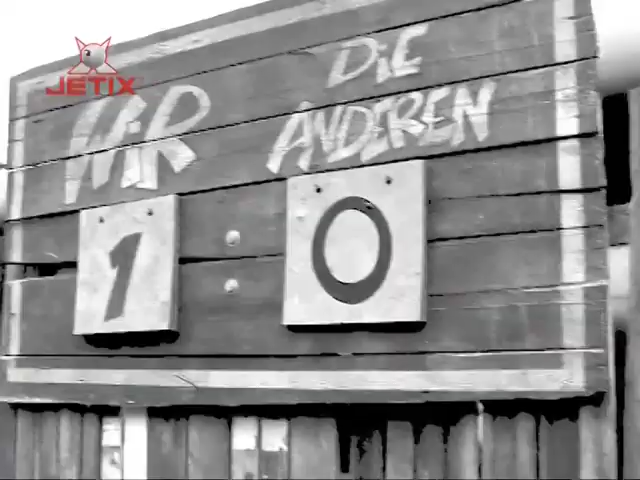 JETIX
WiR
DiE
ANDEREN
1 : 0